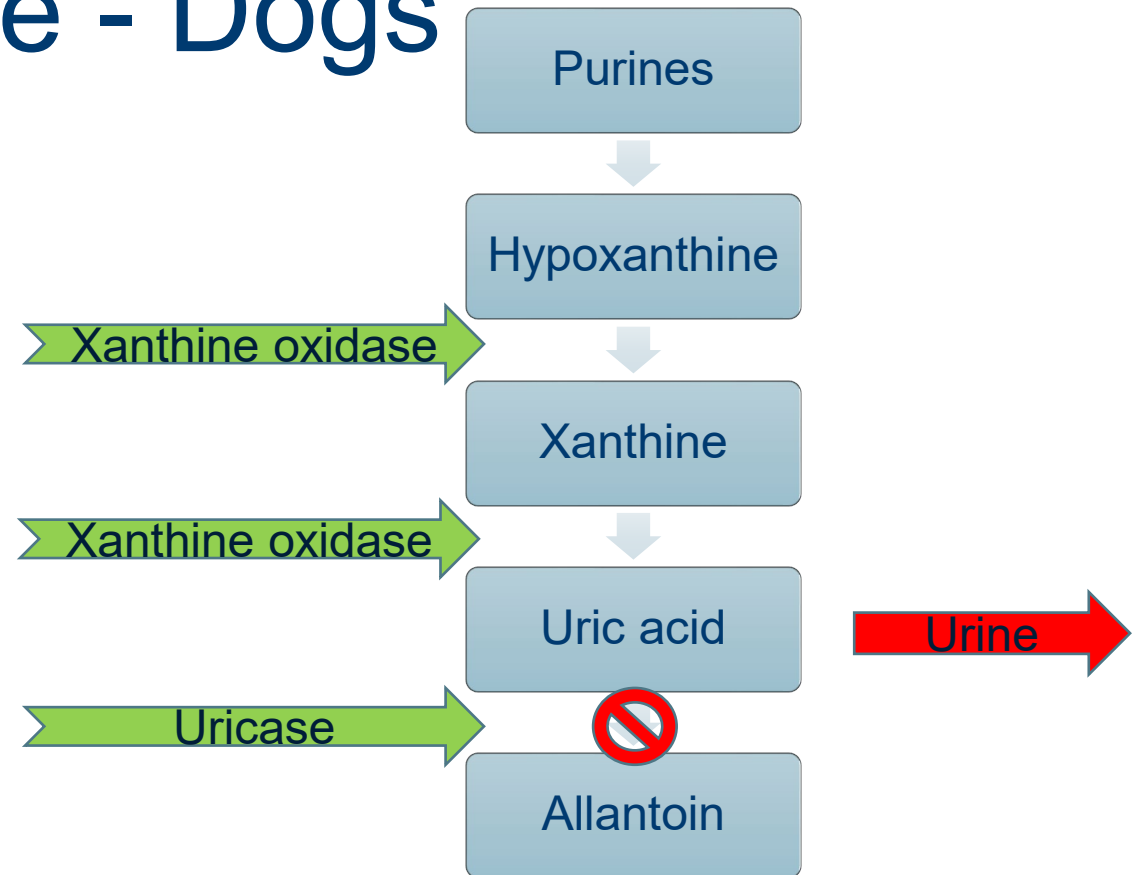 e - Dogs
Purines
Hypoxanthine
Xanthine oxidase
Xanthine
Xanthine oxidase
Uric acid
Urine
Uricase
Allantoin